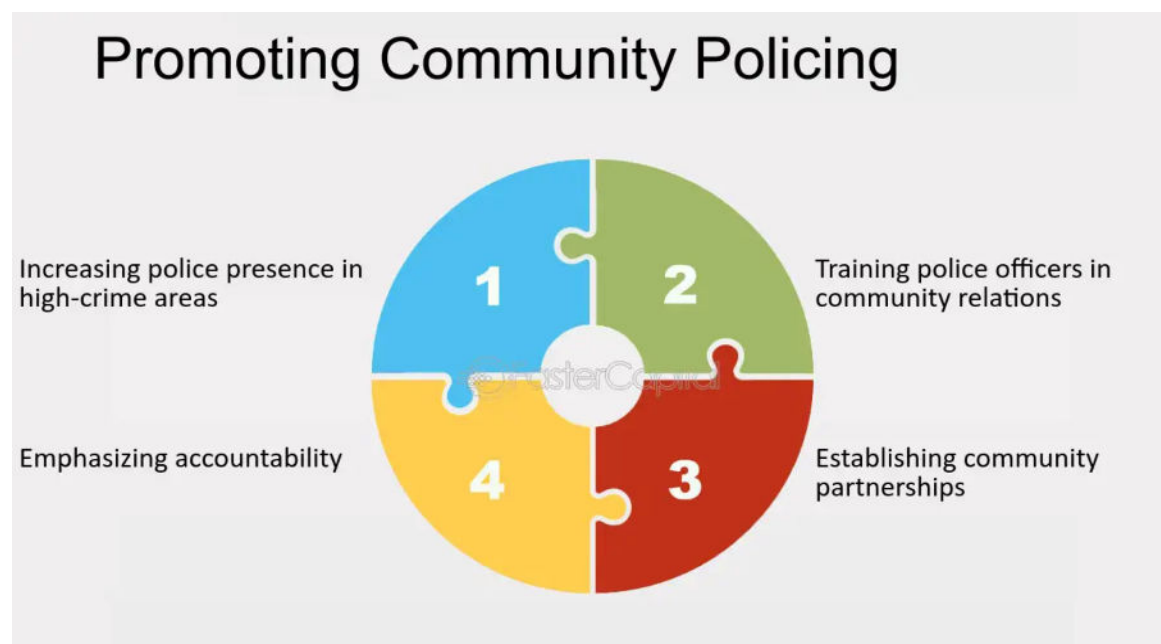 Promoting Community Policing
Increasing police presence in
high-crime areas
1
2
Training police officers in
community relations
FasterCapital
Emphasizing accountability
4
3
Establishing community
partnerships